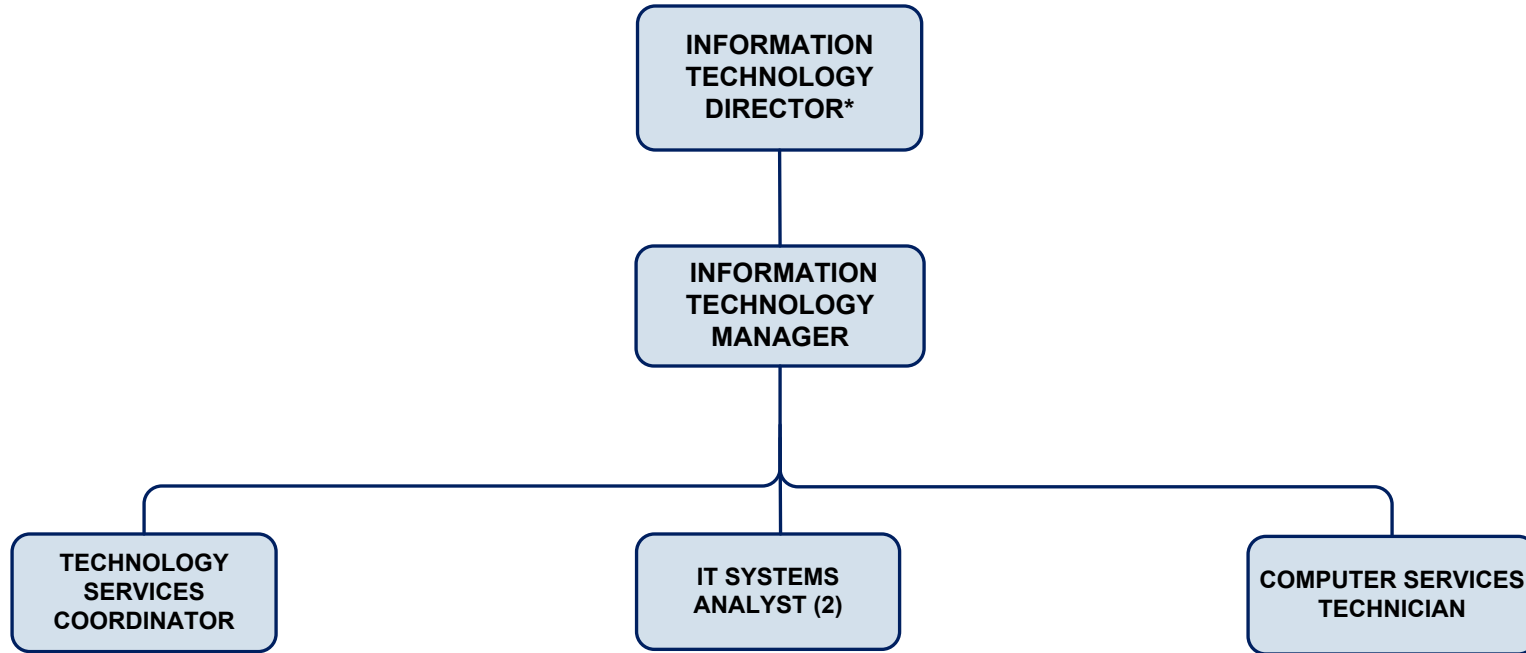 INFORMATION
TECHNOLOGY
DIRECTOR*
INFORMATION
TECHNOLOGY
MANAGER
TECHNOLOGY
SERVICES
COORDINATOR
IT SYSTEMS
ANALYST (2)
COMPUTER SERVICES
TECHNICIAN